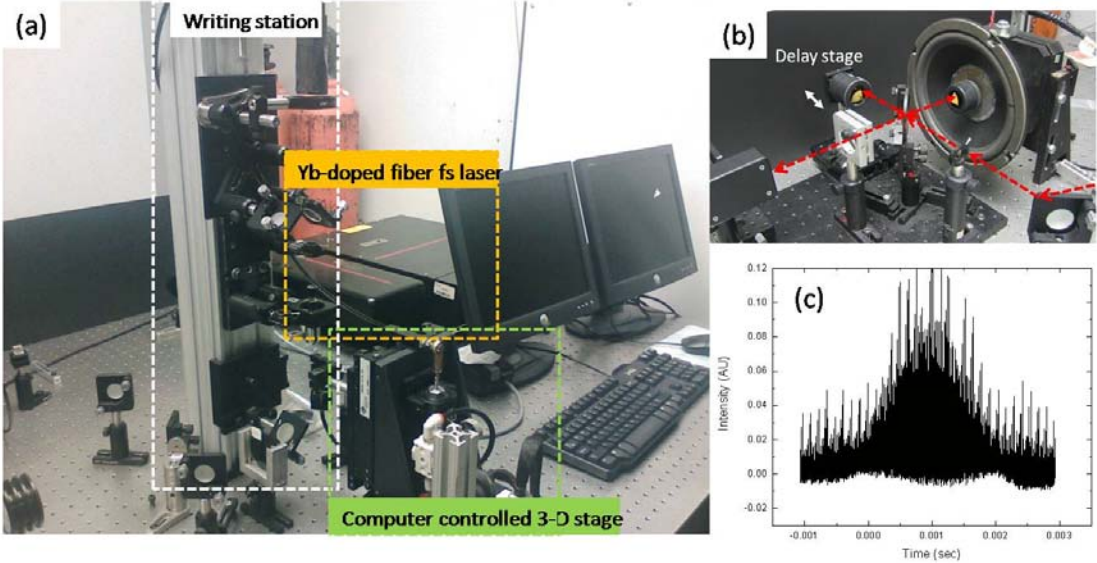 (a)
Writing station
Yb-doped fiber fs laser
Computer controlled 3-D stage
(b)
Delay stage
(c)
Intensity (AU)
0.12
0.10
0.08
0.06
0.04
0.02
0.00
-0.02
-0.001
0.000
0.001
0.002
0.003
Time (sec)